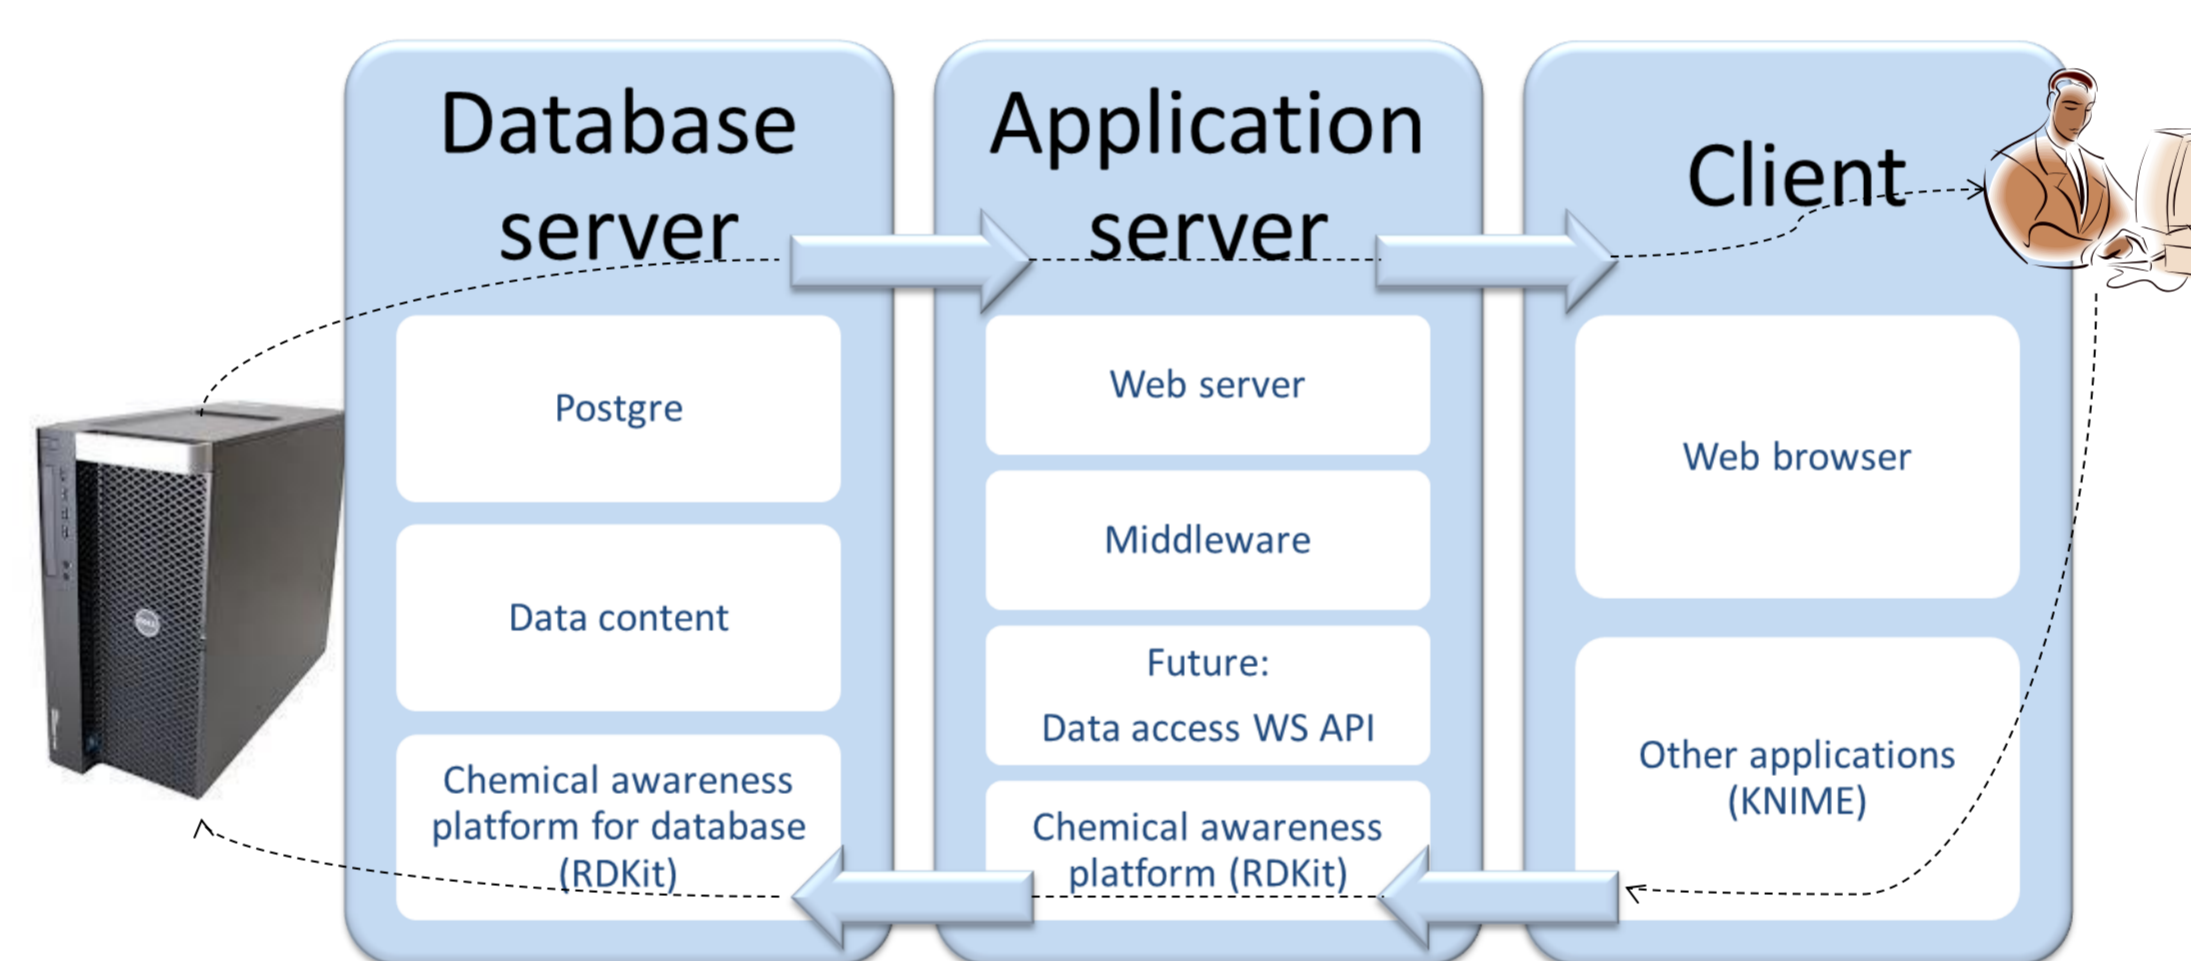 Database
server
Postgre
Data content
Chemical awareness
platform for database
(RDKit)
Application
server
Web server
Middleware
Future:
Data access WS API
Chemical awareness
platform (RDKit)
Client
Web browser
Other applications
(KNIME)